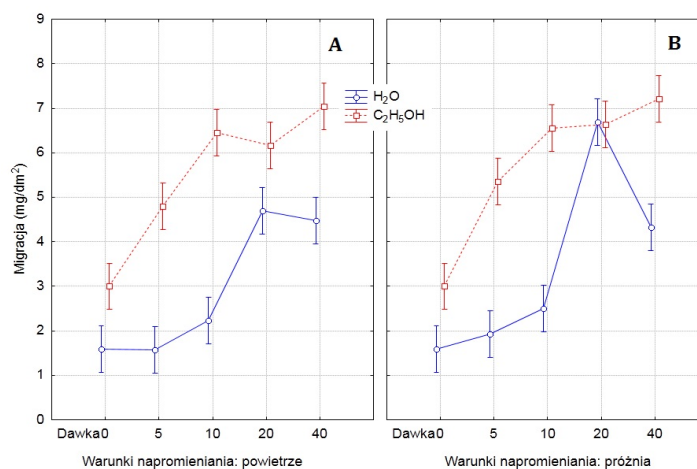 A
B
H₂O
C₂H₅OH
Migracja (mg/dm²)
9
8
7
6
5
4
3
2
1
0
Dawka0 5 10 20 40
Dawka0 5 10 20 40
Warunki napromieniania: powietrze
Warunki napromieniania: próżnia